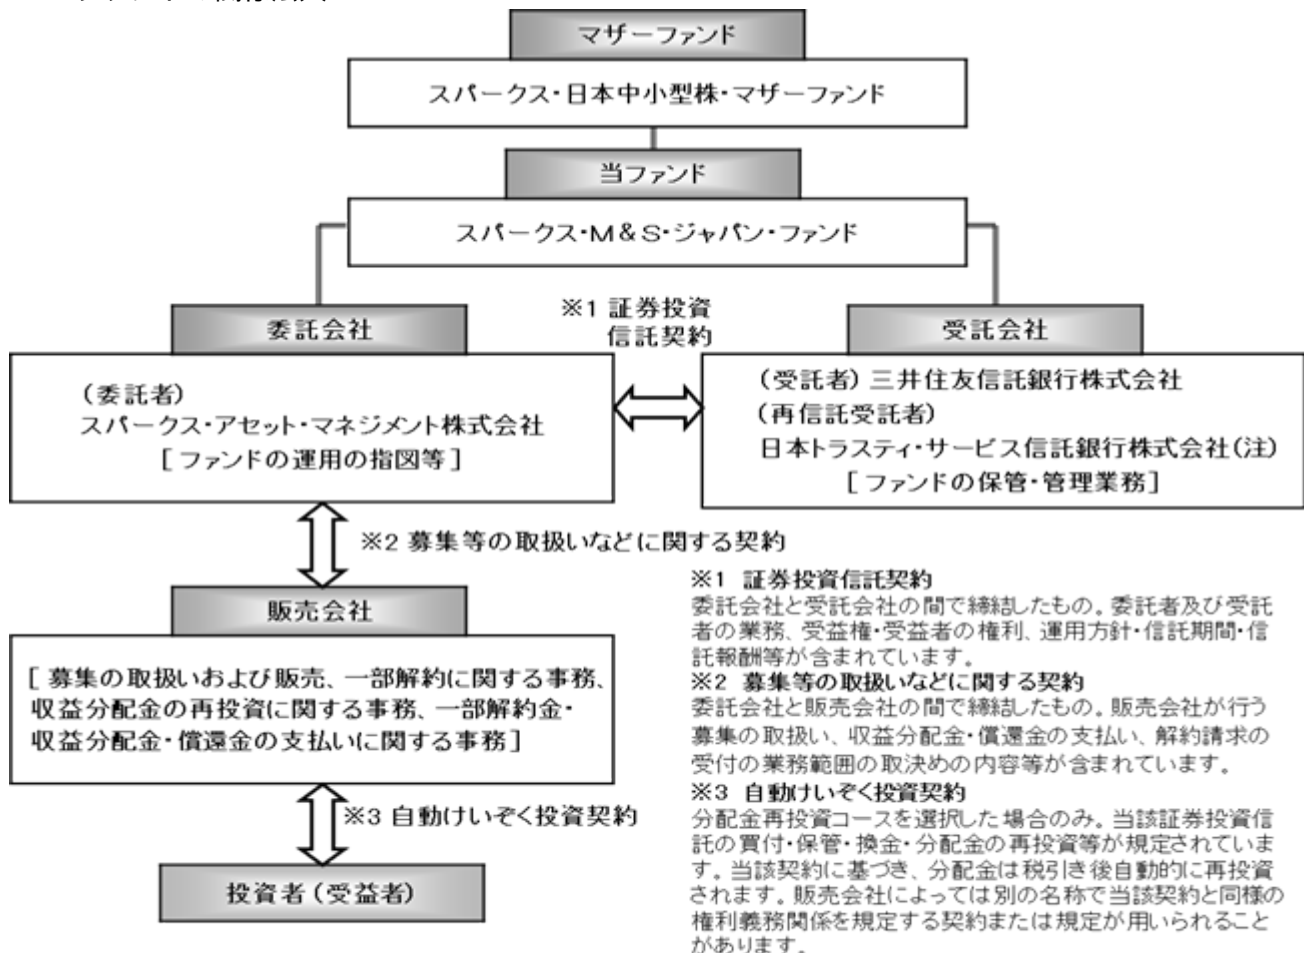 マザーファンド
スパークス・日本中小型株・マザーファンド
当ファンド
スパークス・M&S・ジャパン・ファンド
委託会社
(委託者)
スパークス・アセット・マネジメント株式会社
[ファンドの運用の指図等]
※1 証券投資
信託契約
受託会社
(受託者)三井住友信託銀行株式会社
(再信託受託者)
日本トラスティ・サービス信託銀行株式会社(注)
[ファンドの保管・管理業務]
※2 募集等の取扱いなどに関する契約
販売会社
[募集の取扱いおよび販売、一部解約に関する事務、
収益分配金の再投資に関する事務、一部解約金・
収益分配金・償還金の支払いに関する事務]
※3 自動けいぞく投資契約
投資者(受益者)
※1 証券投資信託契約
委託会社と受託会社の間で締結したもの。委託者及び受託
者の業務、受益権・受益者の権利、運用方針・信託期間・信
託報酬等が含まれています。
※2 募集等の取扱いなどに関する契約
委託会社と販売会社の間で締結したもの。販売会社が行う
募集の取扱い、収益分配金・償還金の支払い、解約請求の
受付の業務範囲の取決めの内容等が含まれています。
※3 自動けいぞく投資契約
分配金再投資コースを選択した場合のみ。当該証券投資信
託の買付・保管・換金・分配金の再投資等が規定されていま
す。当該契約に基づき、分配金は税引き後自動的に再投資
されます。販売会社によっては別の名称で当該契約と同様の
権利義務関係を規定する契約または規定が用いられること
があります。